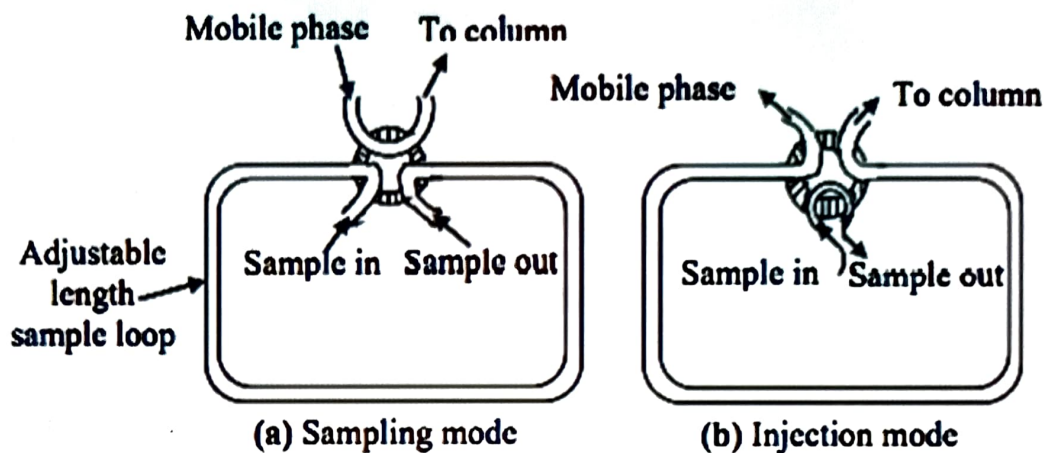 Mobile phase
To column
Adjustable
length
sample loop
Sample in
Sample out
(a) Sampling mode
Mobile phase
To column
Sample in
Sample out
(b) Injection mode